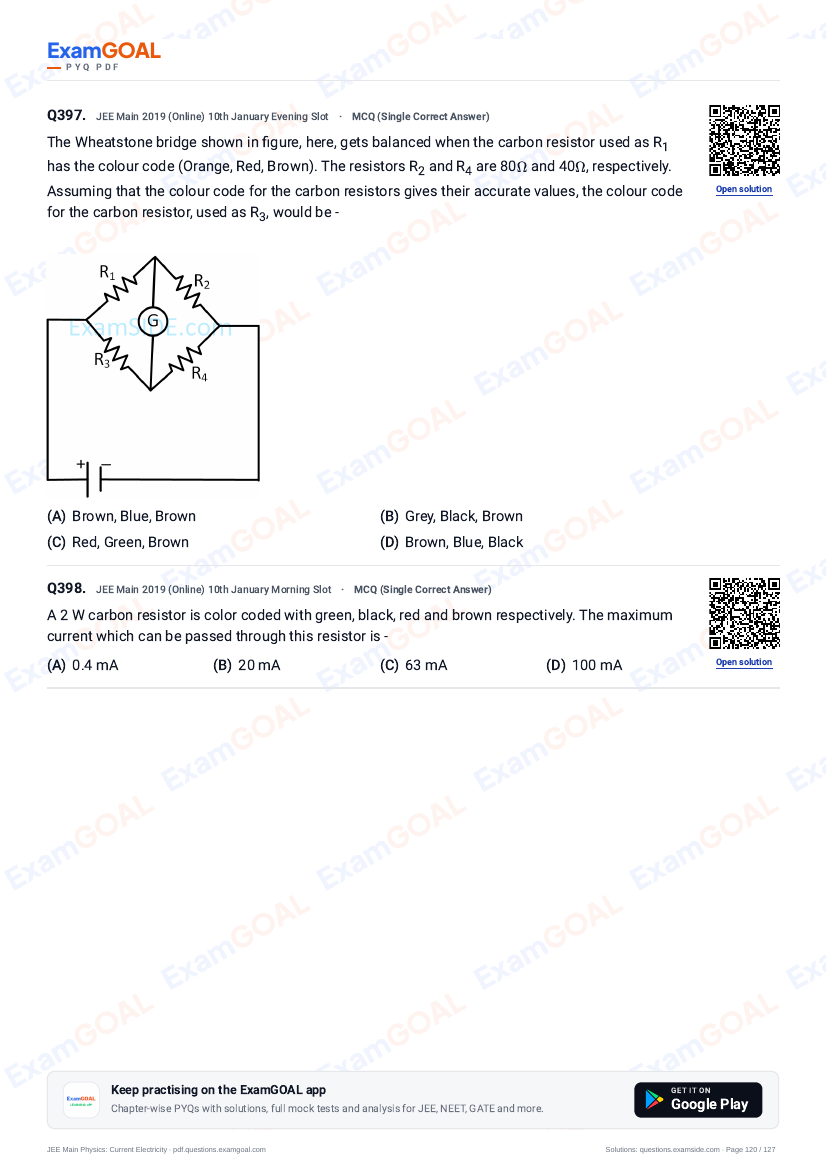 ExamGOAL
PYQ PDF
Q397. JEE Main 2019 (Online) 10th January Evening Slot · MCQ (Single Correct Answer)
The Wheatstone bridge shown in figure, here, gets balanced when the carbon resistor used as R1
has the colour code (Orange, Red, Brown). The resistors R2 and R4 are 80Ω and 40Ω, respectively.
Assuming that the colour code for the carbon resistors gives their accurate values, the colour code
for the carbon resistor, used as R3, would be -
Open solution
R1
R2
G
ExamSIDE.com
R3
R4
+ −
(A) Brown, Blue, Brown
(B) Grey, Black, Brown
(C) Red, Green, Brown
(D) Brown, Blue, Black
Q398. JEE Main 2019 (Online) 10th January Morning Slot · MCQ (Single Correct Answer)
A 2 W carbon resistor is color coded with green, black, red and brown respectively. The maximum
current which can be passed through this resistor is -
Open solution
(A) 0.4 mA
(B) 20 mA
(C) 63 mA
(D) 100 mA
ExamGOAL
Keep practising on the ExamGOAL app
Chapter-wise PYQs with solutions, full mock tests and analysis for JEE, NEET, GATE and more.
GET IT ON
Google Play
JEE Main Physics: Current Electricity · pdf.questions.examgoal.com
Solutions: questions.examside.com · Page 120 / 127